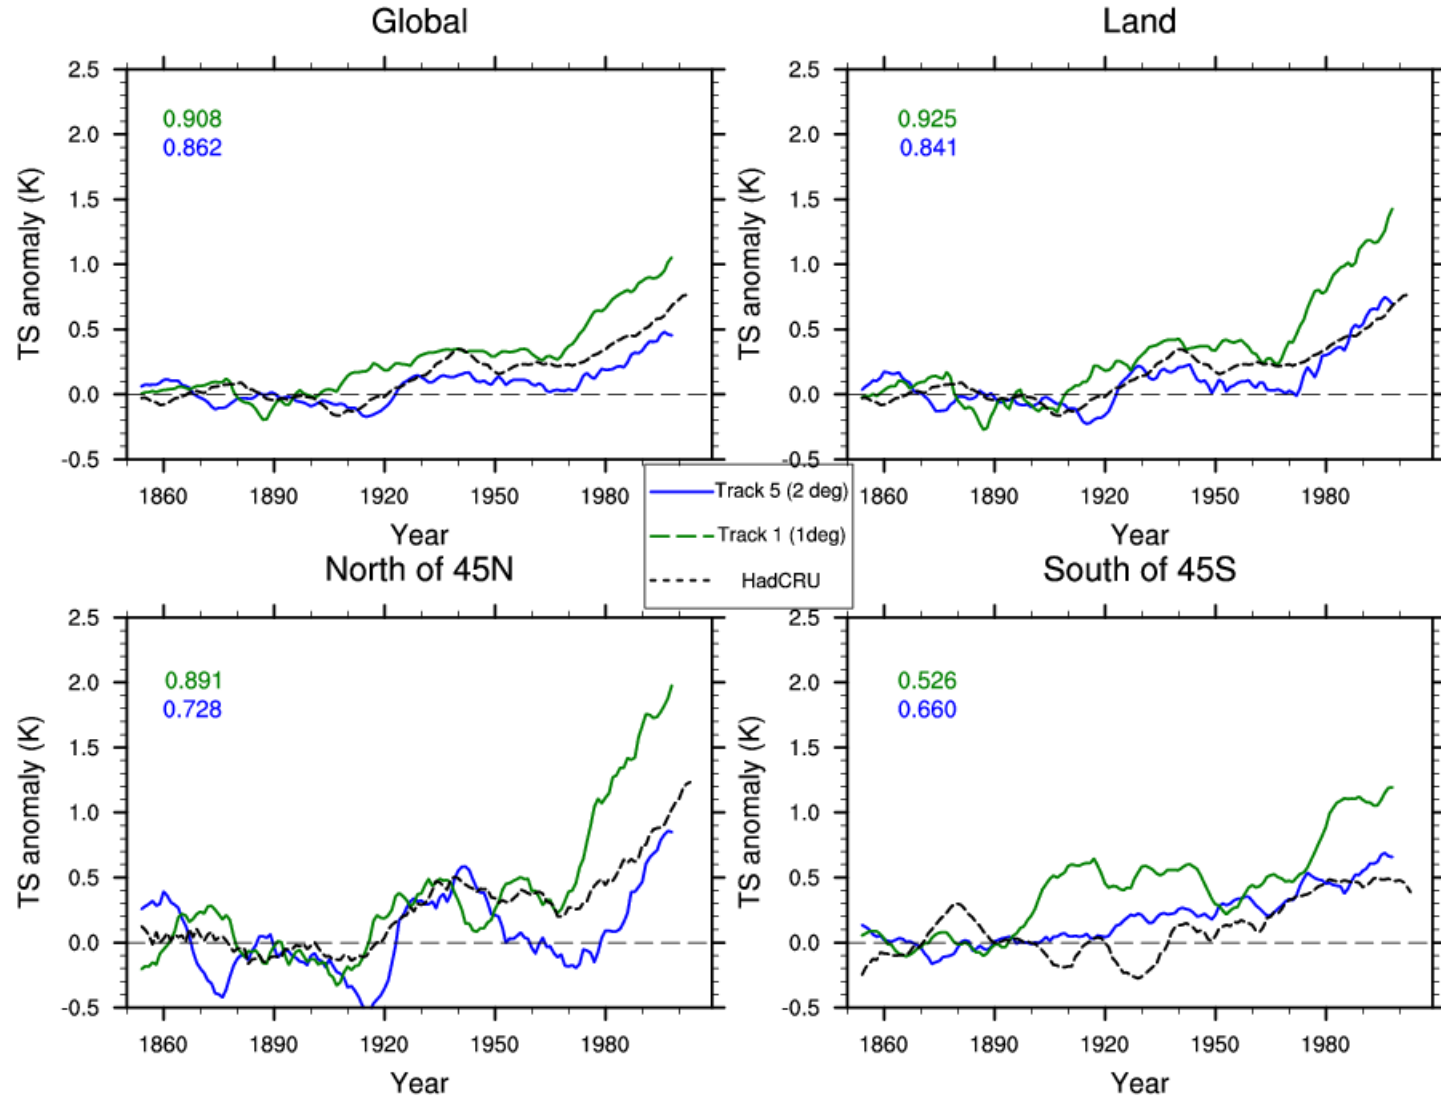 Global
2.5
2.0
1.5
1.0
0.5
0.0
-0.5
TS anomaly (K)
0.908
0.862
1860 1890 1920 1950 1980
Year
Land
2.5
2.0
1.5
1.0
0.5
0.0
-0.5
TS anomaly (K)
0.925
0.841
1860 1890 1920 1950 1980
Year
Track 5 (2 deg)
Track 1 (1deg)
HadCRU
North of 45N
2.5
2.0
1.5
1.0
0.5
0.0
-0.5
TS anomaly (K)
0.891
0.728
1860 1890 1920 1950 1980
Year
South of 45S
2.5
2.0
1.5
1.0
0.5
0.0
-0.5
TS anomaly (K)
0.526
0.660
1860 1890 1920 1950 1980
Year